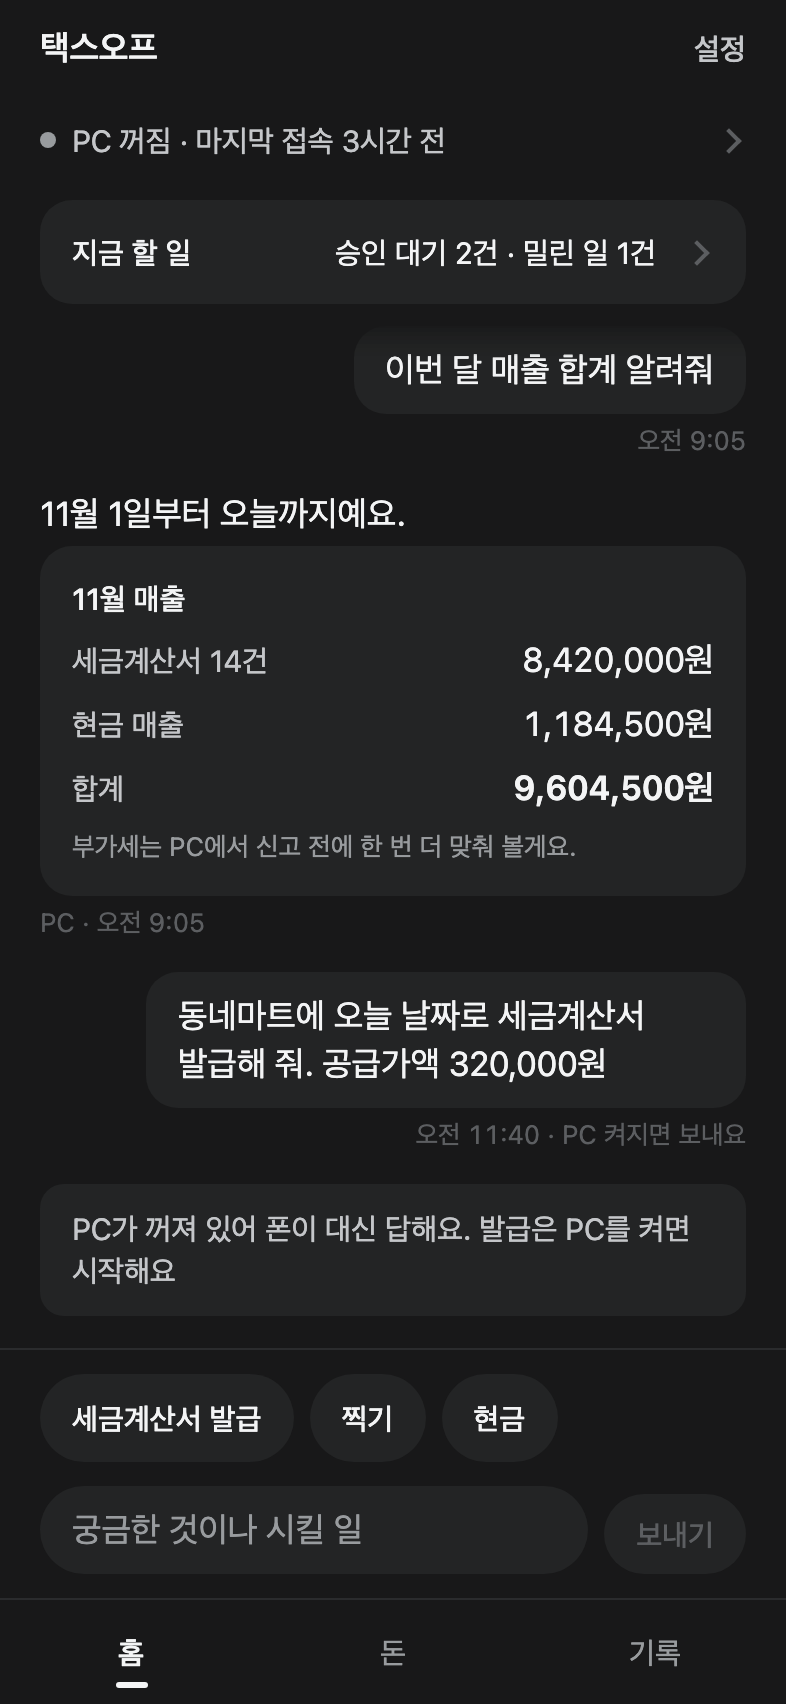 택스오프
설정
PC 꺼짐 · 마지막 접속 3시간 전
지금 할 일 승인 대기 2건 · 밀린 일 1건
이번 달 매출 합계 알려줘
오전 9:05
11월 1일부터 오늘까지예요.
11월 매출
세금계산서 14건 8,420,000원
현금 매출 1,184,500원
합계 9,604,500원
부가세는 PC에서 신고 전에 한 번 더 맞춰 볼게요.
PC · 오전 9:05
동네마트에 오늘 날짜로 세금계산서
발급해 줘. 공급가액 320,000원
오전 11:40 · PC 켜지면 보내요
PC가 꺼져 있어 폰이 대신 답해요. 발급은 PC를 켜면
시작해요
세금계산서 발급 찍기 현금
궁금한 것이나 시킬 일 보내기
홈 돈 기록